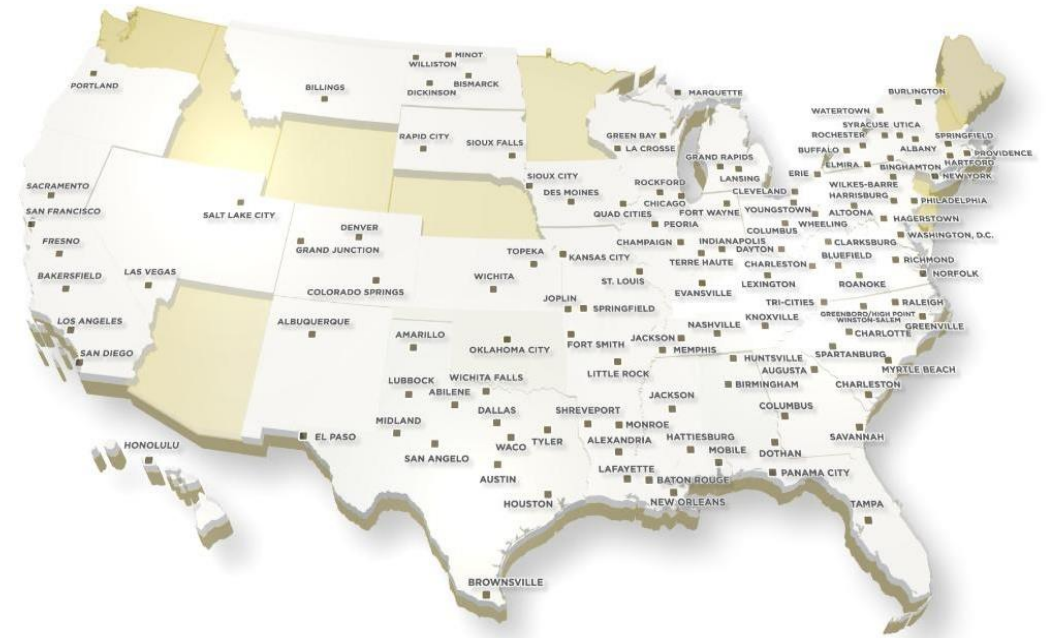 MINOT
WILLISTON
PORTLAND
BILLINGS
BISMARCK
DICKINSON
MARQUETTE
BURLINGTON
WATERTOWN
RAPID CITY
SIOUX FALLS
GREEN BAY
LA CROSSE
SYRACUSE UTICA
ROCHESTER
SPRINGFIELD
BUFFALO
ALBANY
PROVIDENCE
GRAND RAPIDS
ELMIRA
BINGHAMTON
HARTFORD
ERIE
NEW YORK
SIOUX CITY
LANSING
SACRAMENTO
DES MOINES
ROCKFORD
CLEVELAND
WILKES-BARRE
HARRISBURG
PHILADELPHIA
CHICAGO
SAN FRANCISCO
SALT LAKE CITY
QUAD CITIES
FORT WAYNE
YOUNGSTOWN
ALTOONA
HAGERSTOWN
PEORIA
WHEELING
DENVER
COLUMBUS
WASHINGTON, D.C.
FRESNO
GRAND JUNCTION
TOPEKA
KANSAS CITY
CHAMPAIGN
INDIANAPOLIS
DAYTON
CLARKSBURG
BLUEFIELD
RICHMOND
TERRE HAUTE
CHARLESTON
BAKERSFIELD
LAS VEGAS
WICHITA
ST. LOUIS
NORFOLK
LEXINGTON
ROANOKE
COLORADO SPRINGS
EVANSVILLE
JOPLIN
SPRINGFIELD
TRI-CITIES
RALEIGH
LOS ANGELES
ALBUQUERQUE
KNOXVILLE
GREENBORO/HIGH POINT
WINSTON-SALEM
GREENVILLE
NASHVILLE
AMARILLO
CHARLOTTE
JACKSON
FORT SMITH
OKLAHOMA CITY
MEMPHIS
SAN DIEGO
HUNTSVILLE
SPARTANBURG
AUGUSTA
MYRTLE BEACH
LITTLE ROCK
LUBBOCK
WICHITA FALLS
BIRMINGHAM
CHARLESTON
ABILENE
JACKSON
COLUMBUS
DALLAS
SHREVEPORT
MIDLAND
MONROE
EL PASO
HONOLULU
WACO
TYLER
ALEXANDRIA
HATTIESBURG
SAVANNAH
MOBILE
DOTHAN
SAN ANGELO
LAFAYETTE
PANAMA CITY
AUSTIN
BATON ROUGE
HOUSTON
NEW ORLEANS
TAMPA
BROWNSVILLE